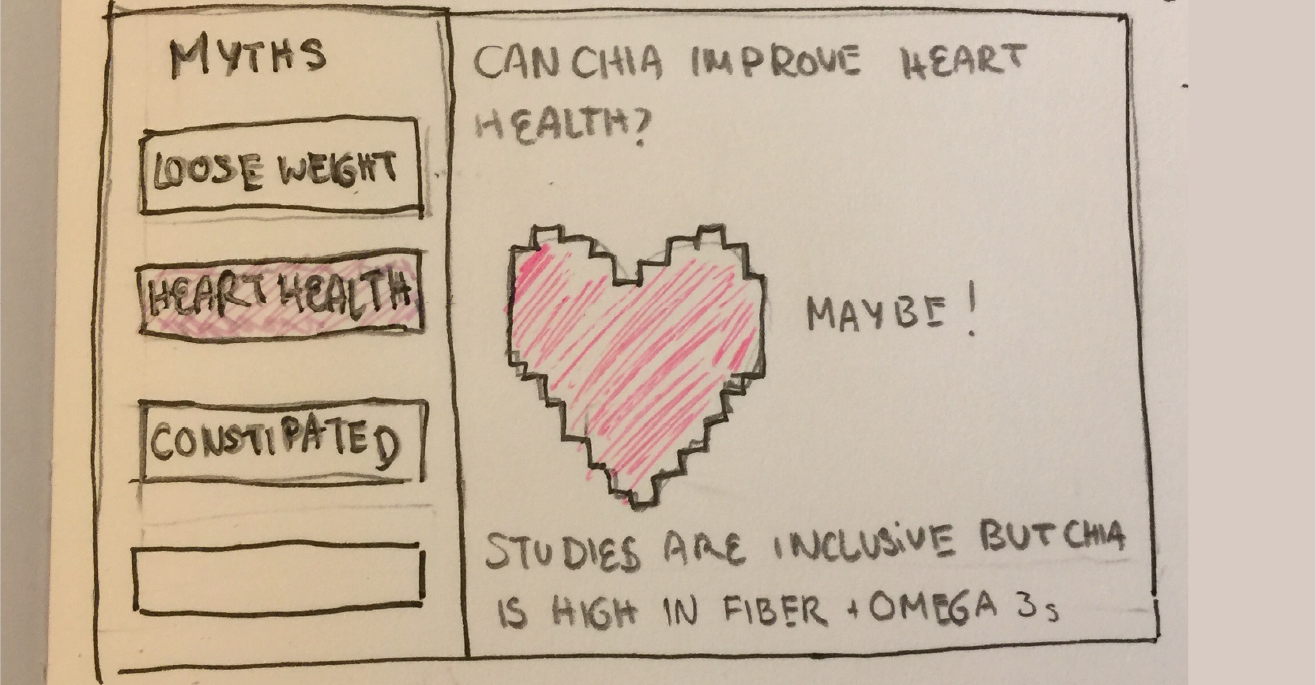 MYTHS
LOOSE WEIGHT
HEART HEALTH
CONSTIPATED
CAN CHIA IMPROVE HEART
HEALTH?
MAYBE!
STUDIES ARE INCLUSIVE BUT CHIA
IS HIGH IN FIBER + OMEGA 3s